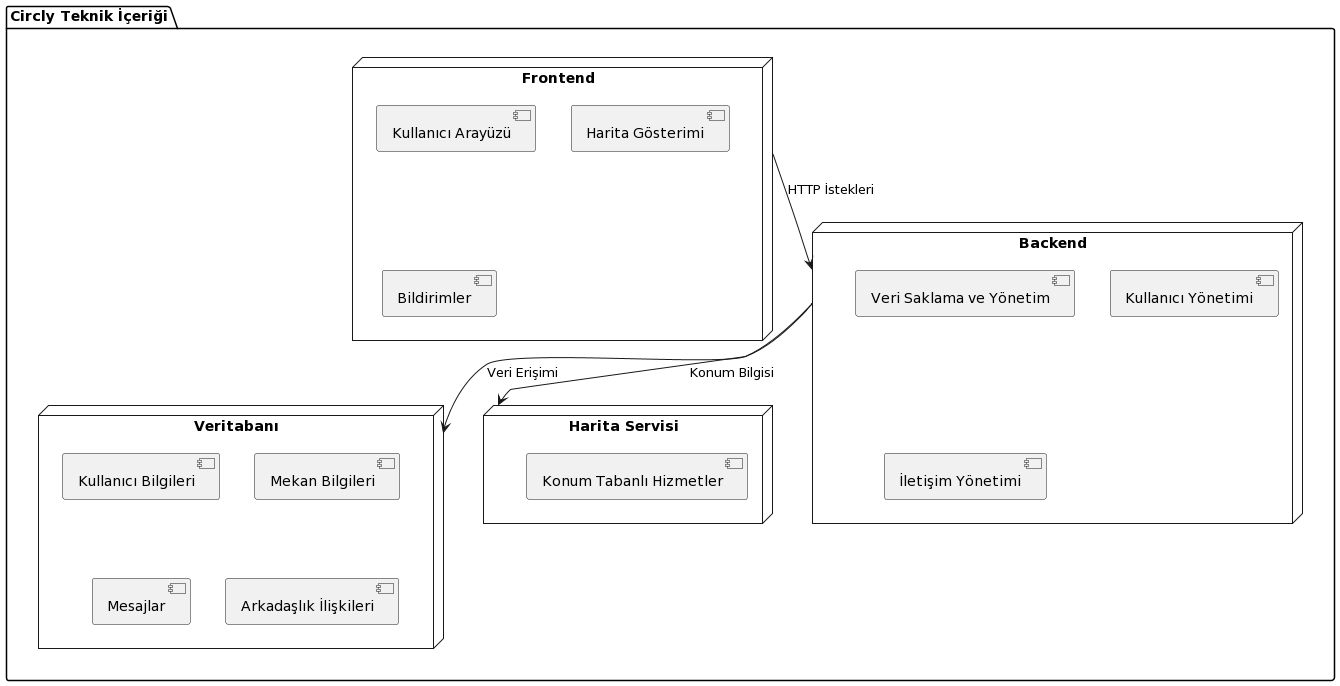 Circly Teknik İçeriği
Frontend
Kullanıcı Arayüzü
Harita Gösterimi
Bildirimler
HTTP İstekleri
Backend
Veri Saklama ve Yönetim
Kullanıcı Yönetimi
İletişim Yönetimi
Veri Erişimi
Konum Bilgisi
Veritabanı
Kullanıcı Bilgileri
Mekan Bilgileri
Mesajlar
Arkadaşlık İlişkileri
Harita Servisi
Konum Tabanlı Hizmetler